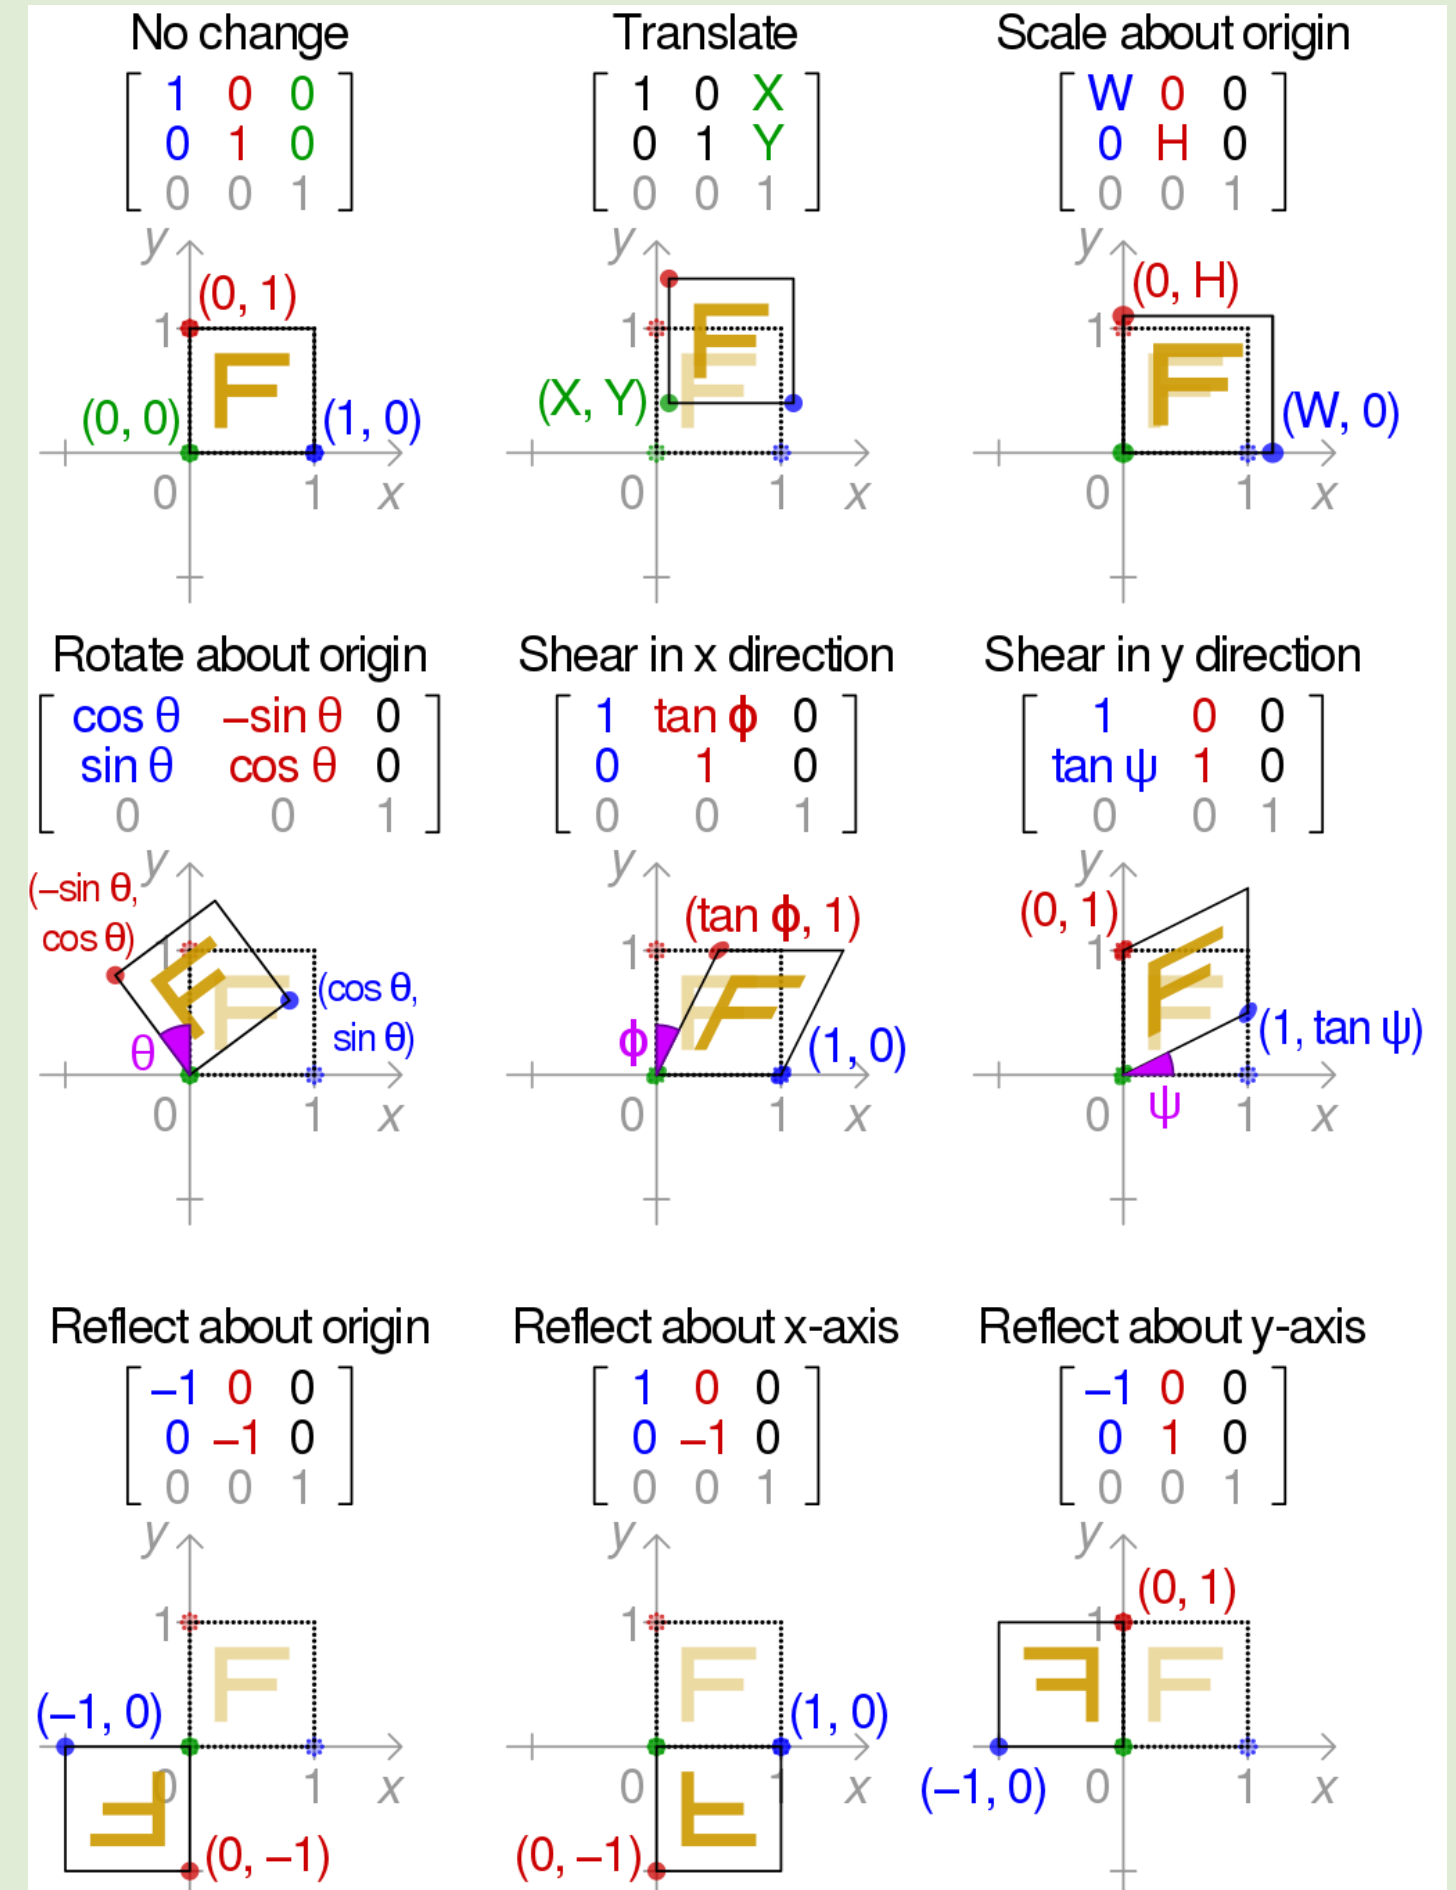 No change
1 0 0
0 1 0
0 0 1
y
(0, 1)
1
F
(0, 0)
(1, 0)
0 1 x
Translate
1 0 X
0 1 Y
0 0 1
y
1
F
F
(X, Y)
0 1 x
Scale about origin
W 0 0
0 H 0
0 0 1
y
(0, H)
1
F
F
(W, 0)
0 1 x
Rotate about origin
cos θ –sin θ 0
sin θ cos θ 0
0 0 1
y
(–sin θ,
cos θ)
1
F
F
(cos θ,
sin θ)
θ
0 1 x
Shear in x direction
1 tan ϕ 0
0 1 0
0 0 1
y
(tan ϕ, 1)
1
F
F
ϕ
(1, 0)
0 1 x
Shear in y direction
1 0 0
tan ψ 1 0
0 0 1
y
(0, 1)
1
F
F
(1, tan ψ)
ψ
0 1 x
Reflect about origin
–1 0 0
0 –1 0
0 0 1
y
1
F
(–1, 0)
0 1 x
F
(0, –1)
Reflect about x-axis
1 0 0
0 –1 0
0 0 1
y
1
F
(1, 0)
0 1 x
F
(0, –1)
Reflect about y-axis
–1 0 0
0 1 0
0 0 1
y
(0, 1)
1
F
F
(–1, 0)
0 1 x